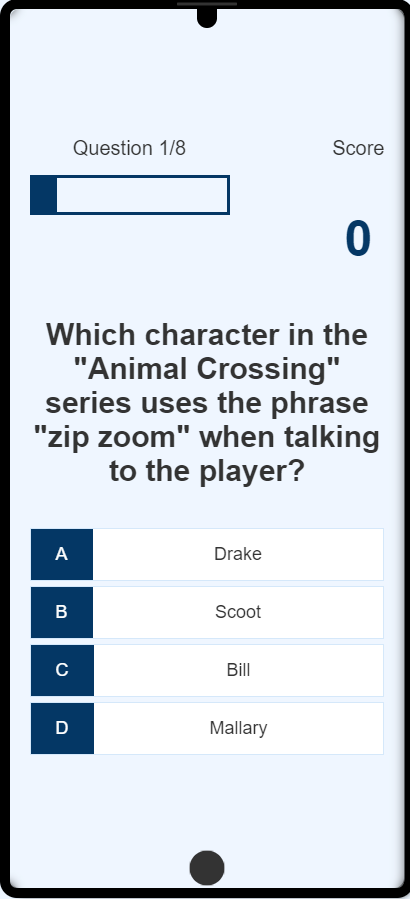 Question 1/8
Score
0
Which character in the
"Animal Crossing"
series uses the phrase
"zip zoom" when talking
to the player?
A Drake
B Scoot
C Bill
D Mallary